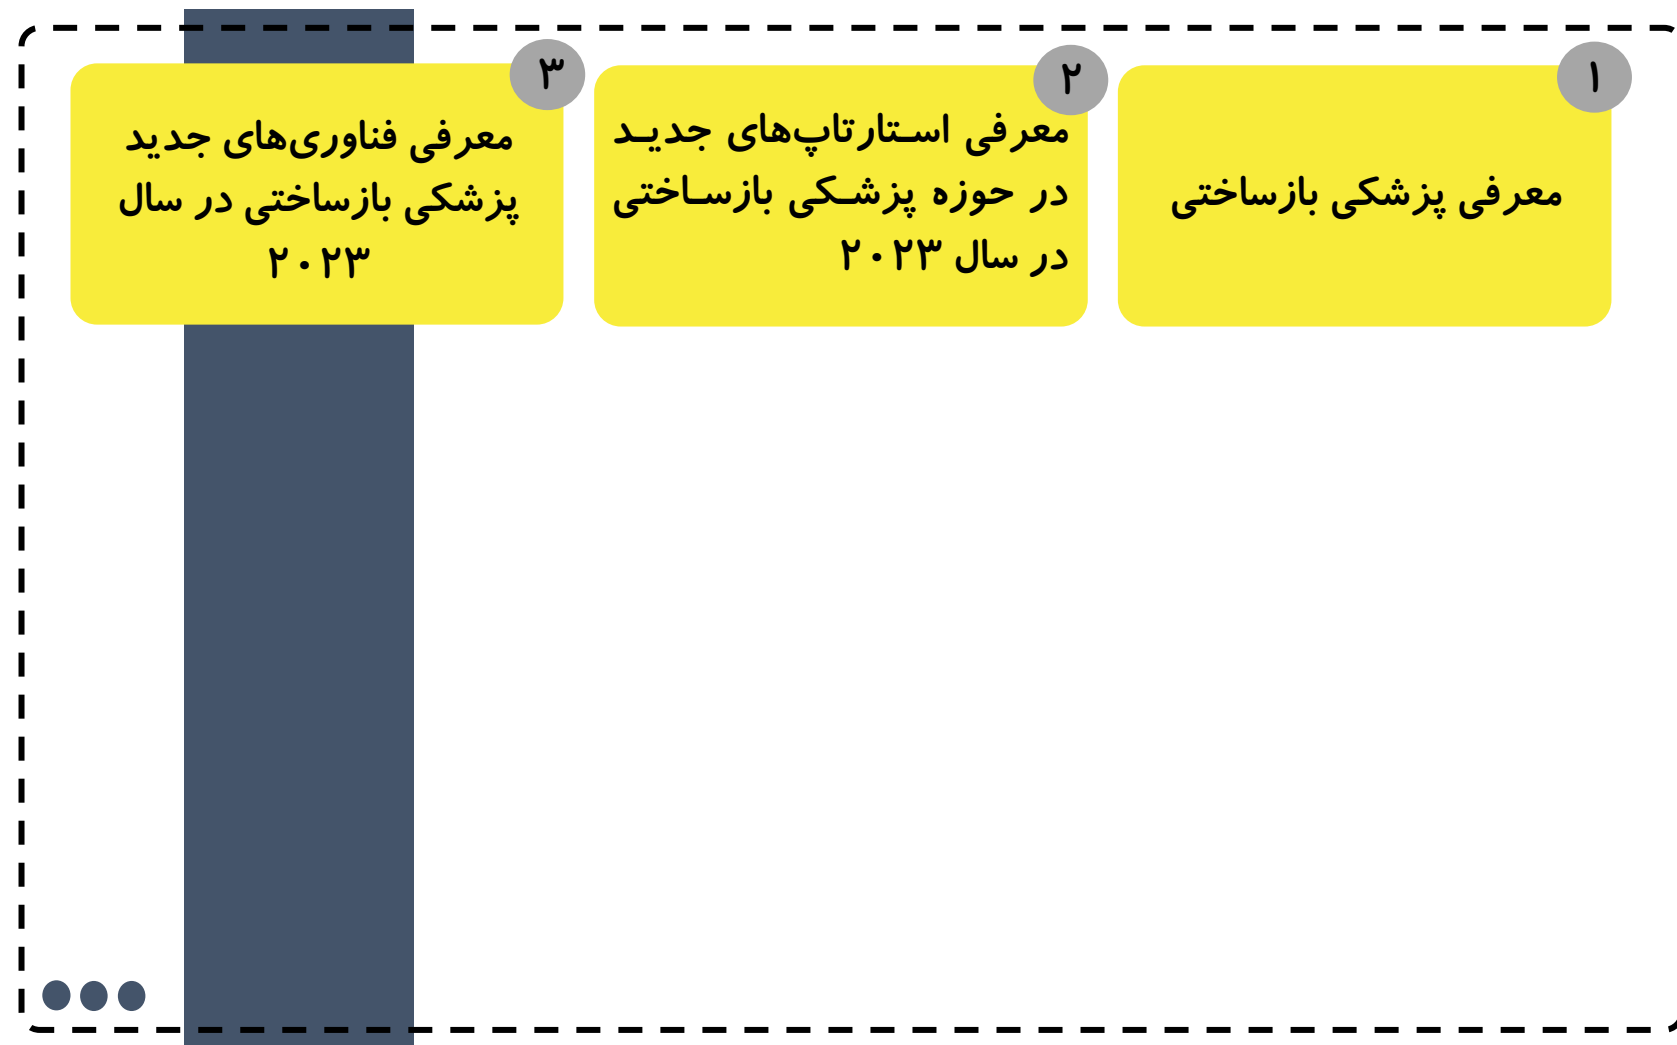 ۱
معرفی پزشکی بازساختی
۲
معرفی استارتاپ‌های جدید
در حوزه پزشکی بازساختی
در سال ۲۰۲۳
۳
معرفی فناوری‌های جدید
پزشکی بازساختی در سال
۲۰۲۳